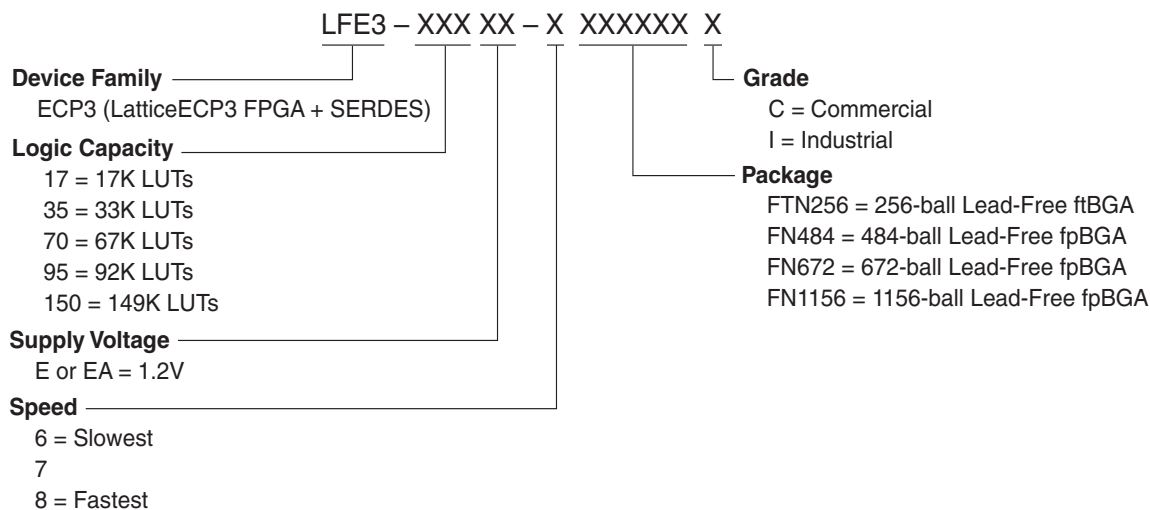 LFE3 – XXX XX – X XXXXXX X
Device Family
ECP3 (LatticeECP3 FPGA + SERDES)
Logic Capacity
17 = 17K LUTs
35 = 33K LUTs
70 = 67K LUTs
95 = 92K LUTs
150 = 149K LUTs
Supply Voltage
E or EA = 1.2V
Speed
6 = Slowest
7
8 = Fastest
Grade
C = Commercial
I = Industrial
Package
FTN256 = 256-ball Lead-Free ftBGA
FN484 = 484-ball Lead-Free fpBGA
FN672 = 672-ball Lead-Free fpBGA
FN1156 = 1156-ball Lead-Free fpBGA